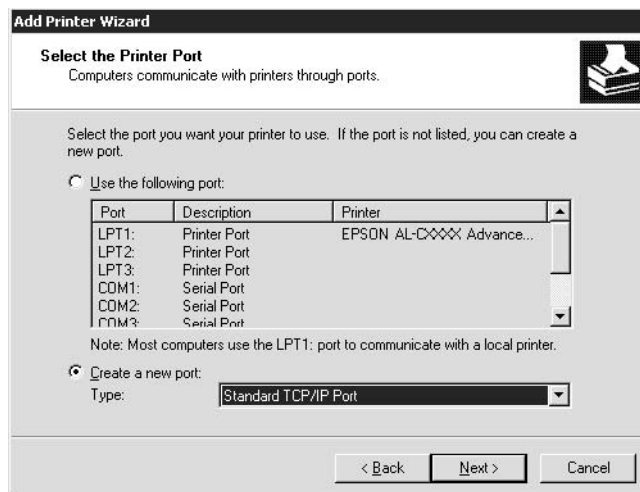 Add Printer Wizard
Select the Printer Port
Computers communicate with printers through ports.
Select the port you want your printer to use. If the port is not listed, you can create a
new port.
Use the following port:
Port Description Printer
LPT1: Printer Port EPSON AL-CXXXX Advance...
LPT2: Printer Port
LPT3: Printer Port
COM1: Serial Port
COM2: Serial Port
COM3: Serial Port
Note: Most computers use the LPT1: port to communicate with a local printer.
Create a new port:
Type: Standard TCP/IP Port
< Back Next > Cancel